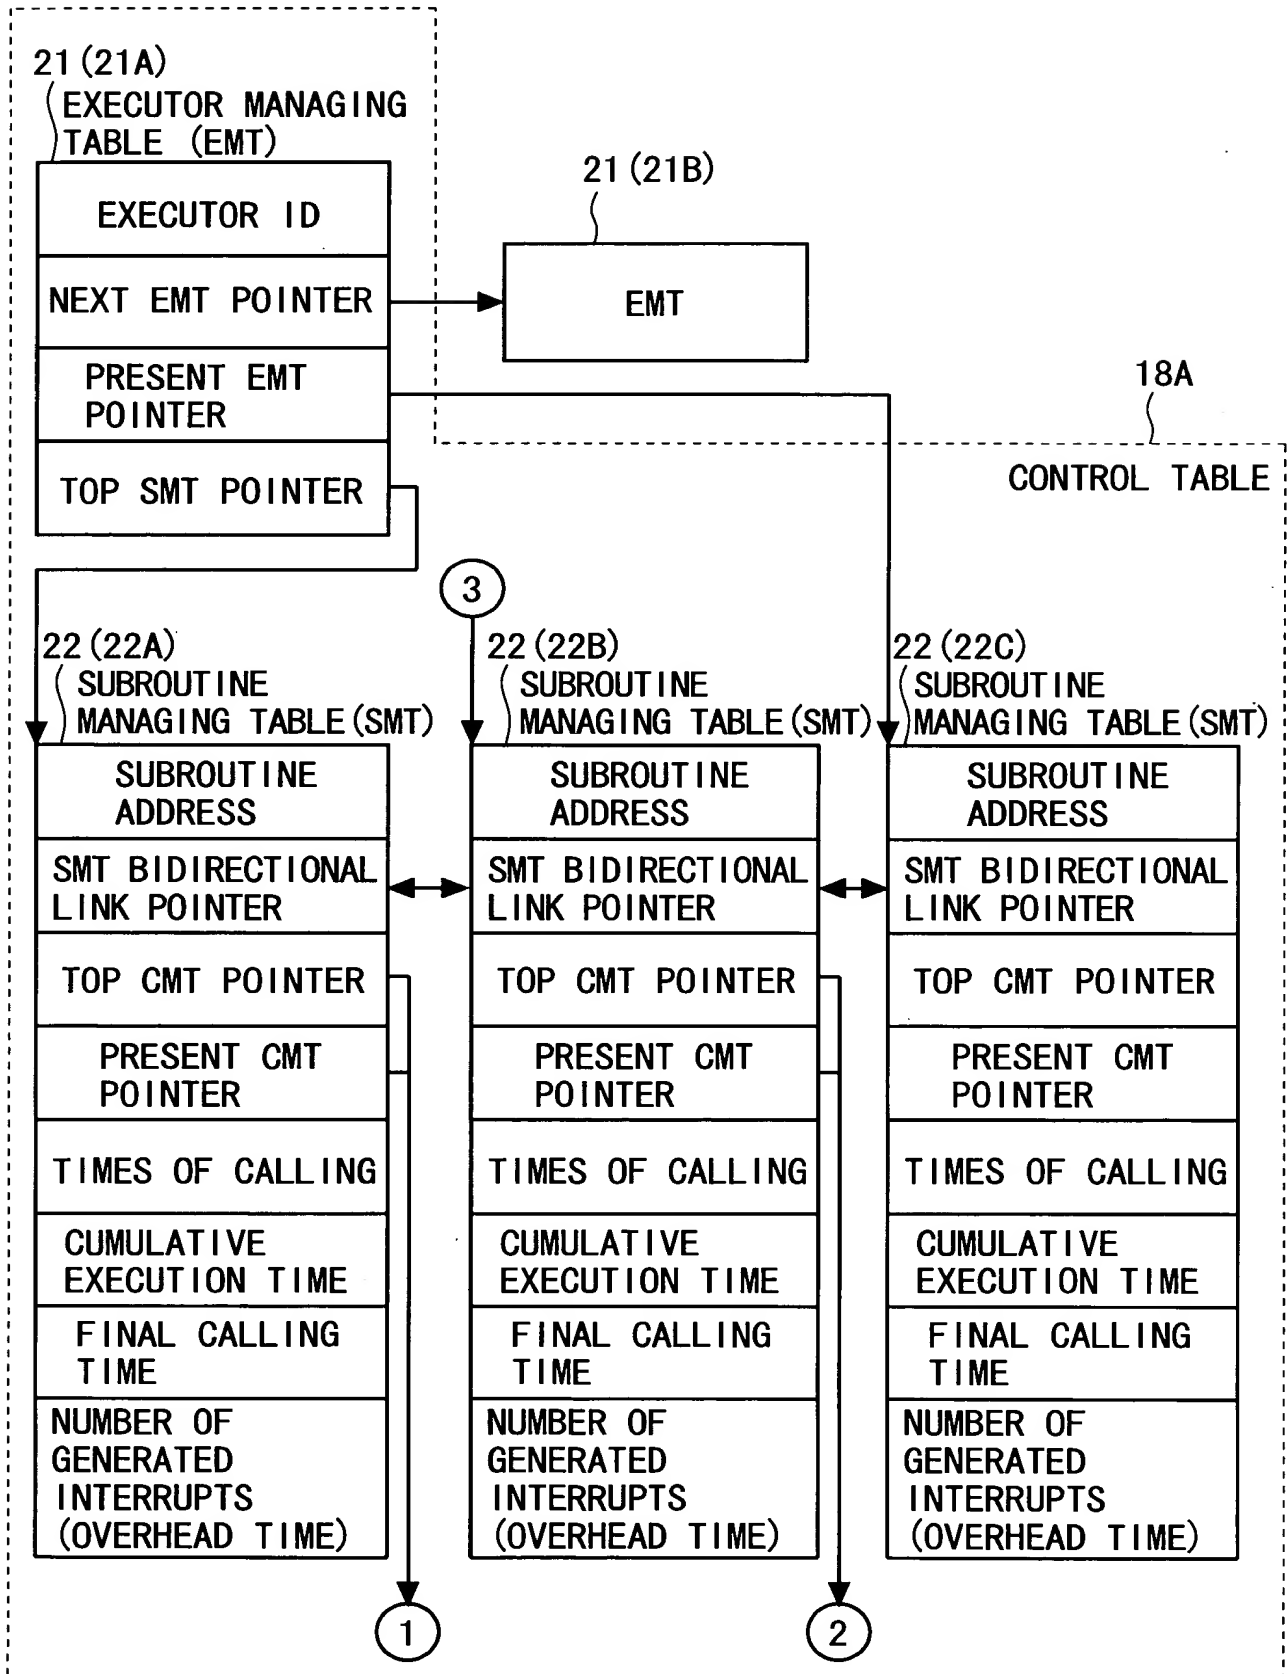 21(21A)
EXECUTOR MANAGING
TABLE (EMT)
EXECUTOR ID
NEXT EMT POINTER
PRESENT EMT
POINTER
TOP SMT POINTER
21(21B)
EMT
18A
CONTROL TABLE
3
22(22A)
SUBROUTINE
MANAGING TABLE(SMT)
SUBROUTINE
ADDRESS
SMT BIDIRECTIONAL
LINK POINTER
TOP CMT POINTER
PRESENT CMT
POINTER
TIMES OF CALLING
CUMULATIVE
EXECUTION TIME
FINAL CALLING
TIME
NUMBER OF
GENERATED
INTERRUPTS
(OVERHEAD TIME)
1
22(22B)
SUBROUTINE
MANAGING TABLE(SMT)
SUBROUTINE
ADDRESS
SMT BIDIRECTIONAL
LINK POINTER
TOP CMT POINTER
PRESENT CMT
POINTER
TIMES OF CALLING
CUMULATIVE
EXECUTION TIME
FINAL CALLING
TIME
NUMBER OF
GENERATED
INTERRUPTS
(OVERHEAD TIME)
2
22(22C)
SUBROUTINE
MANAGING TABLE(SMT)
SUBROUTINE
ADDRESS
SMT BIDIRECTIONAL
LINK POINTER
TOP CMT POINTER
PRESENT CMT
POINTER
TIMES OF CALLING
CUMULATIVE
EXECUTION TIME
FINAL CALLING
TIME
NUMBER OF
GENERATED
INTERRUPTS
(OVERHEAD TIME)